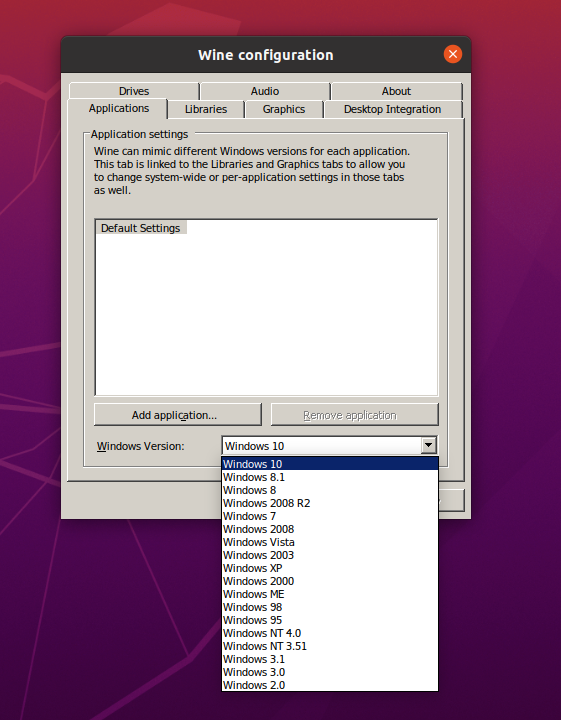 Wine configuration
Drives
Audio
About
Applications
Libraries
Graphics
Desktop Integration
Application settings
Wine can mimic different Windows versions for each application.
This tab is linked to the Libraries and Graphics tabs to allow you
to change system-wide or per-application settings in those tabs
as well.
Default Settings
Add application...
Remove application
Windows Version:
Windows 10
Windows 10
Windows 8.1
Windows 8
Windows 2008 R2
Windows 7
Windows 2008
Windows Vista
Windows 2003
Windows XP
Windows 2000
Windows ME
Windows 98
Windows 95
Windows NT 4.0
Windows NT 3.51
Windows 3.1
Windows 3.0
Windows 2.0